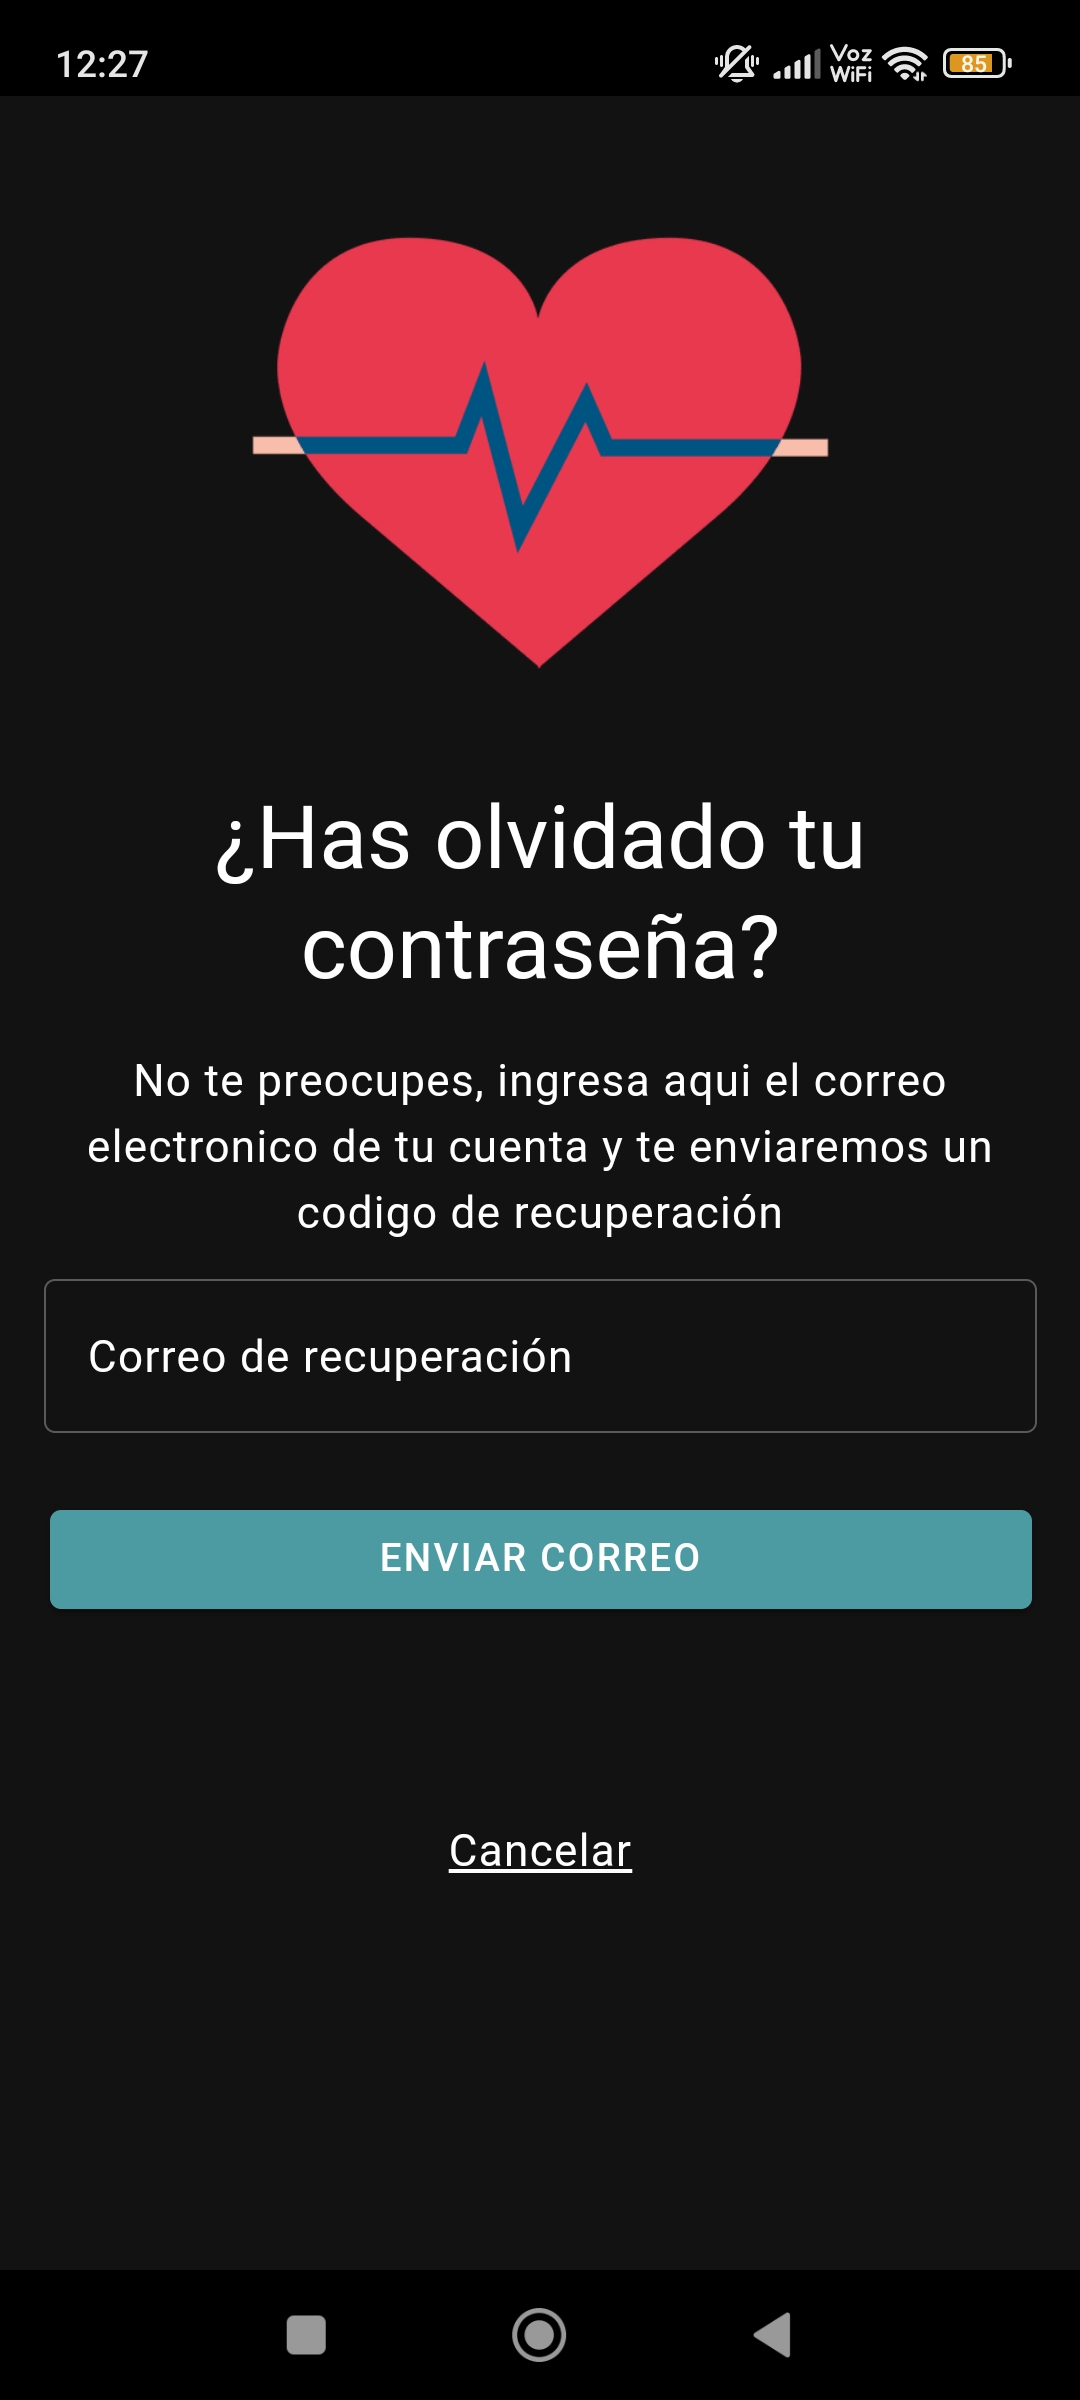 12:27
Voz
WiFi
85
¿Has olvidado tu
contraseña?
No te preocupes, ingresa aqui el correo
electronico de tu cuenta y te enviaremos un
codigo de recuperación
Correo de recuperación
ENVIAR CORREO
Cancelar